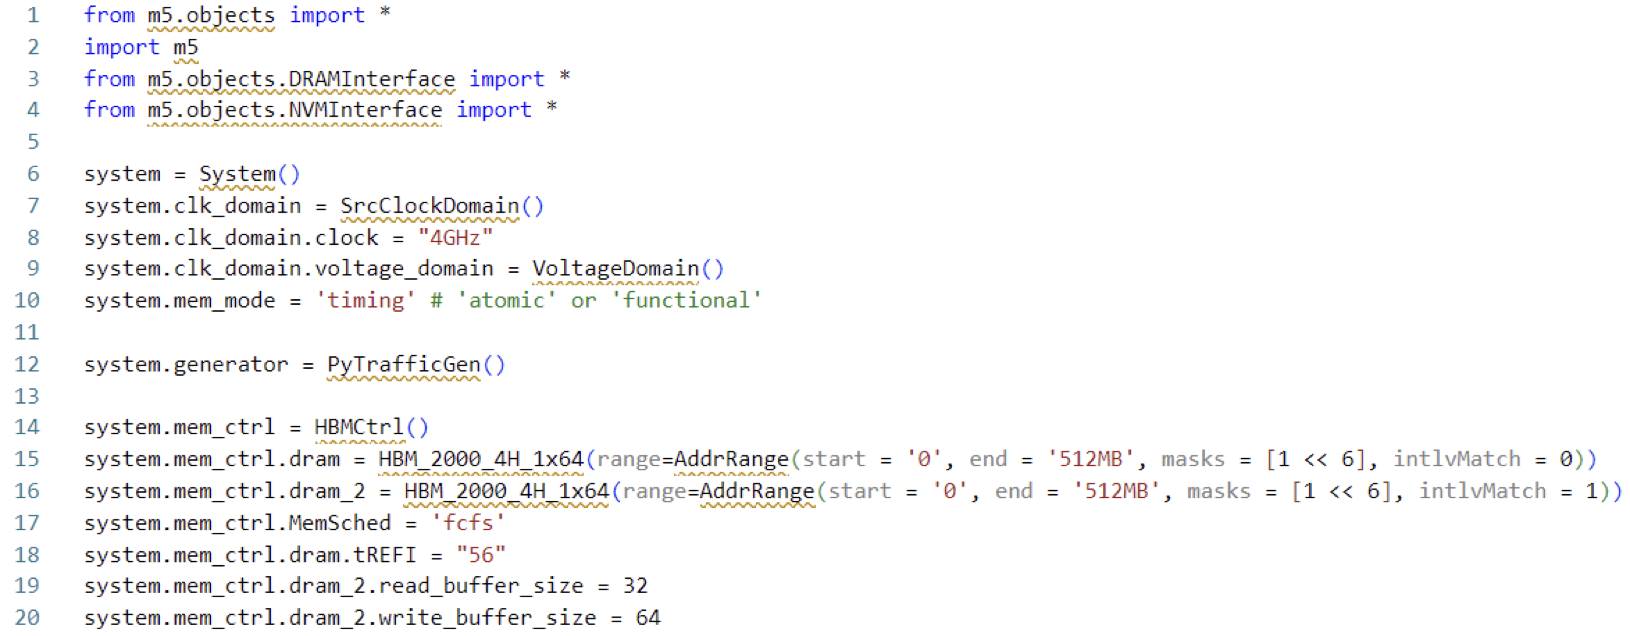 1 from m5.objects import *
2 import m5
3 from m5.objects.DRAMInterface import *
4 from m5.objects.NVMInterface import *
5
6 system = System()
7 system.clk_domain = SrcClockDomain()
8 system.clk_domain.clock = "4GHz"
9 system.clk_domain.voltage_domain = VoltageDomain()
10 system.mem_mode = 'timing' # 'atomic' or 'functional'
11
12 system.generator = PyTrafficGen()
13
14 system.mem_ctrl = HBMCtrl()
15 system.mem_ctrl.dram = HBM_2000_4H_1x64(range=AddrRange(start = '0', end = '512MB', masks = [1 << 6], intlvMatch = 0))
16 system.mem_ctrl.dram_2 = HBM_2000_4H_1x64(range=AddrRange(start = '0', end = '512MB', masks = [1 << 6], intlvMatch = 1))
17 system.mem_ctrl.MemSched = 'fcfs'
18 system.mem_ctrl.dram.tREFI = "56"
19 system.mem_ctrl.dram_2.read_buffer_size = 32
20 system.mem_ctrl.dram_2.write_buffer_size = 64